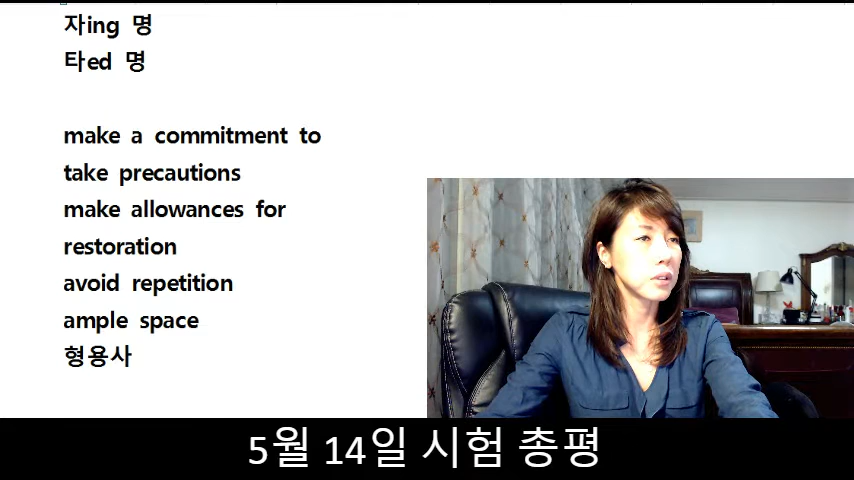 자ing 명
타ed 명
make a commitment to
take precautions
make allowances for
restoration
avoid repetition
ample space
형용사
5월 14일 시험 총평